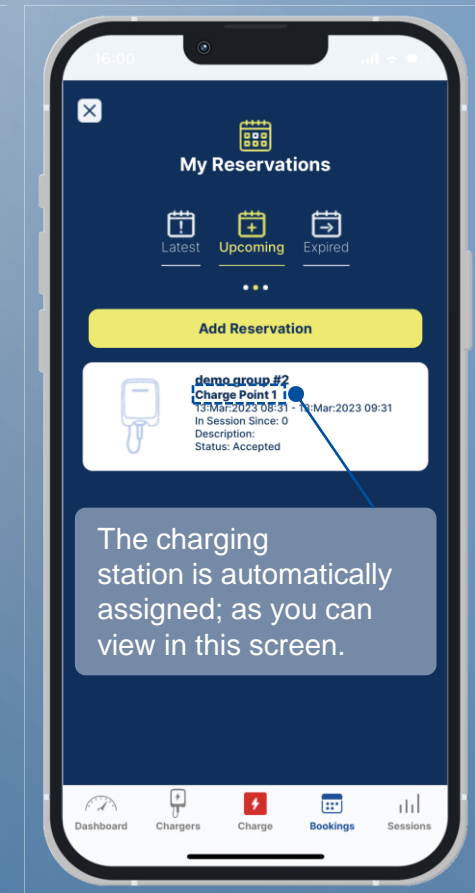 16:00
My Reservations
Latest Upcoming Expired
Add Reservation
demo group #2
Charge Point 1
13-Mar-2023 08:31 - 13-Mar-2023 09:31
In Session Since: 0
Description:
Status: Accepted
The charging
station is automatically
assigned; as you can
view in this screen.
Dashboard Chargers Charge Bookings Sessions